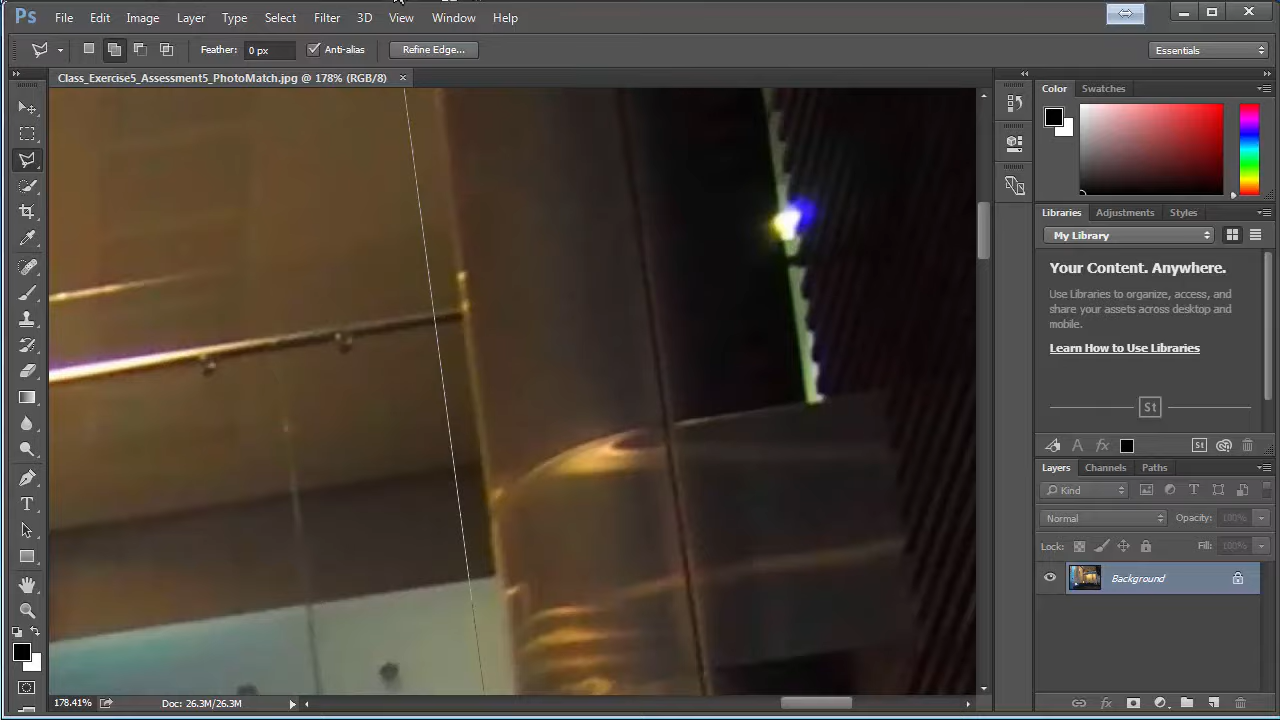 Ps File Edit Image Layer Type Select Filter 3D View Window Help
Feather: 0 px Anti-alias Refine Edge... Essentials
Class_Exercise5_Assessment5_PhotoMatch.jpg @ 178% (RGB/8) ×
Color Swatches
Libraries Adjustments Styles
My Library
Your Content. Anywhere.
Use Libraries to organize, access, and
share your assets across desktop and
mobile.
Learn How to Use Libraries
St
A fx St
Layers Channels Paths
Kind T
Normal Opacity: 100%
Lock: Fill: 100%
Background
T
178.41% Doc: 26.3M/26.3M fx